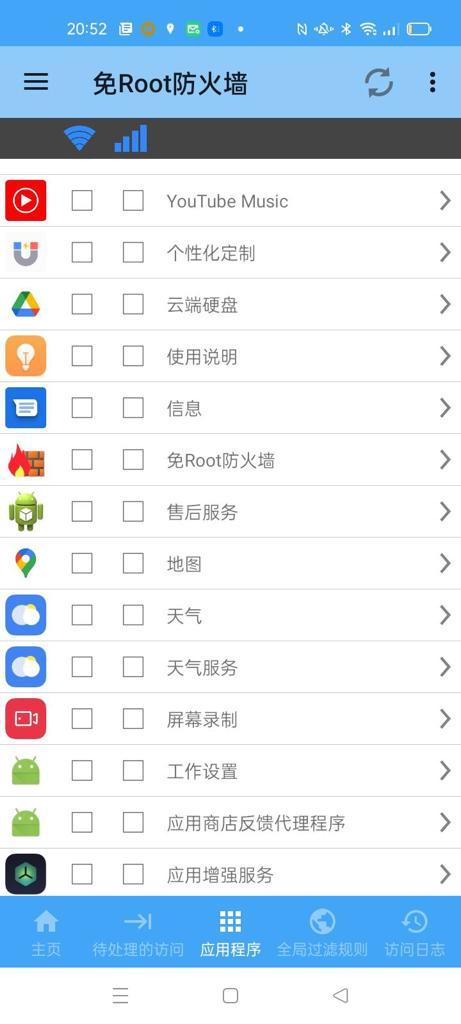 20:52
免Root防火墙
YouTube Music
个性化定制
云端硬盘
使用说明
信息
免Root防火墙
售后服务
地图
天气
天气服务
屏幕录制
工作设置
应用商店反馈代理程序
应用增强服务
主页 待处理的访问 应用程序 全局过滤规则 访问日志